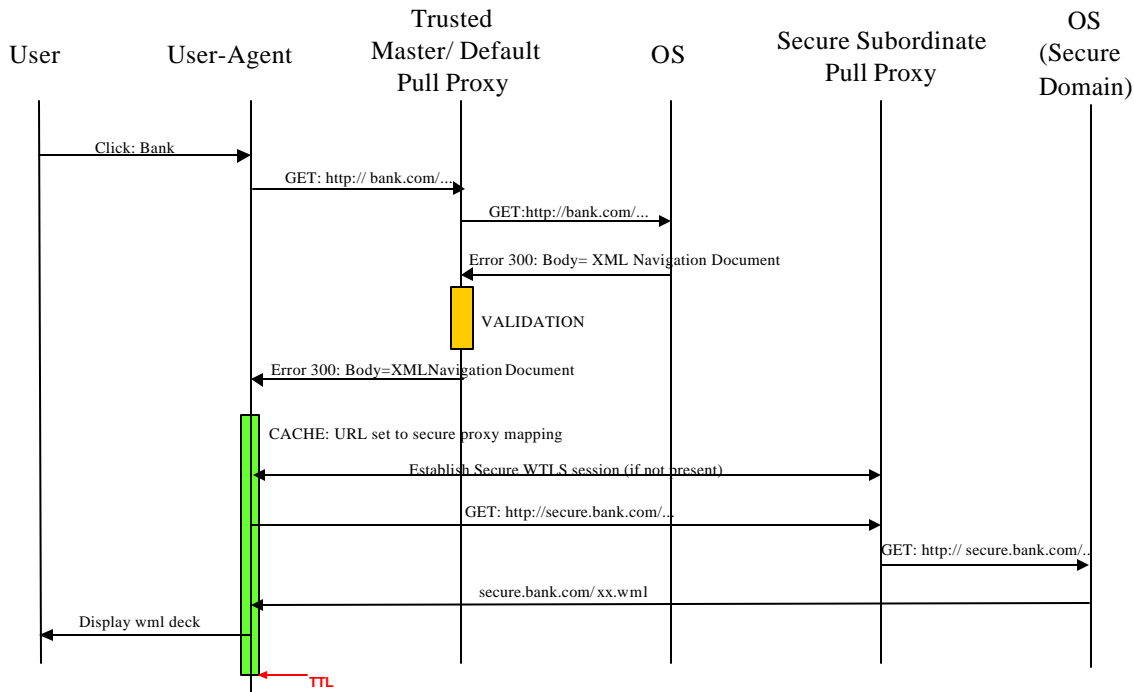 User
User-Agent
Trusted
Master/ Default
Pull Proxy
OS
Secure Subordinate
Pull Proxy
OS
(Secure
Domain)
Click: Bank
GET: http:// bank.com/...
GET:http://bank.com/...
Error 300: Body= XML Navigation Document
VALIDATION
Error 300: Body=XMLNavigation Document
CACHE: URL set to secure proxy mapping
Establish Secure WTLS session (if not present)
GET: http://secure.bank.com/...
GET: http:// secure.bank.com/..
secure.bank.com/xx.wml
Display wml deck
TTL